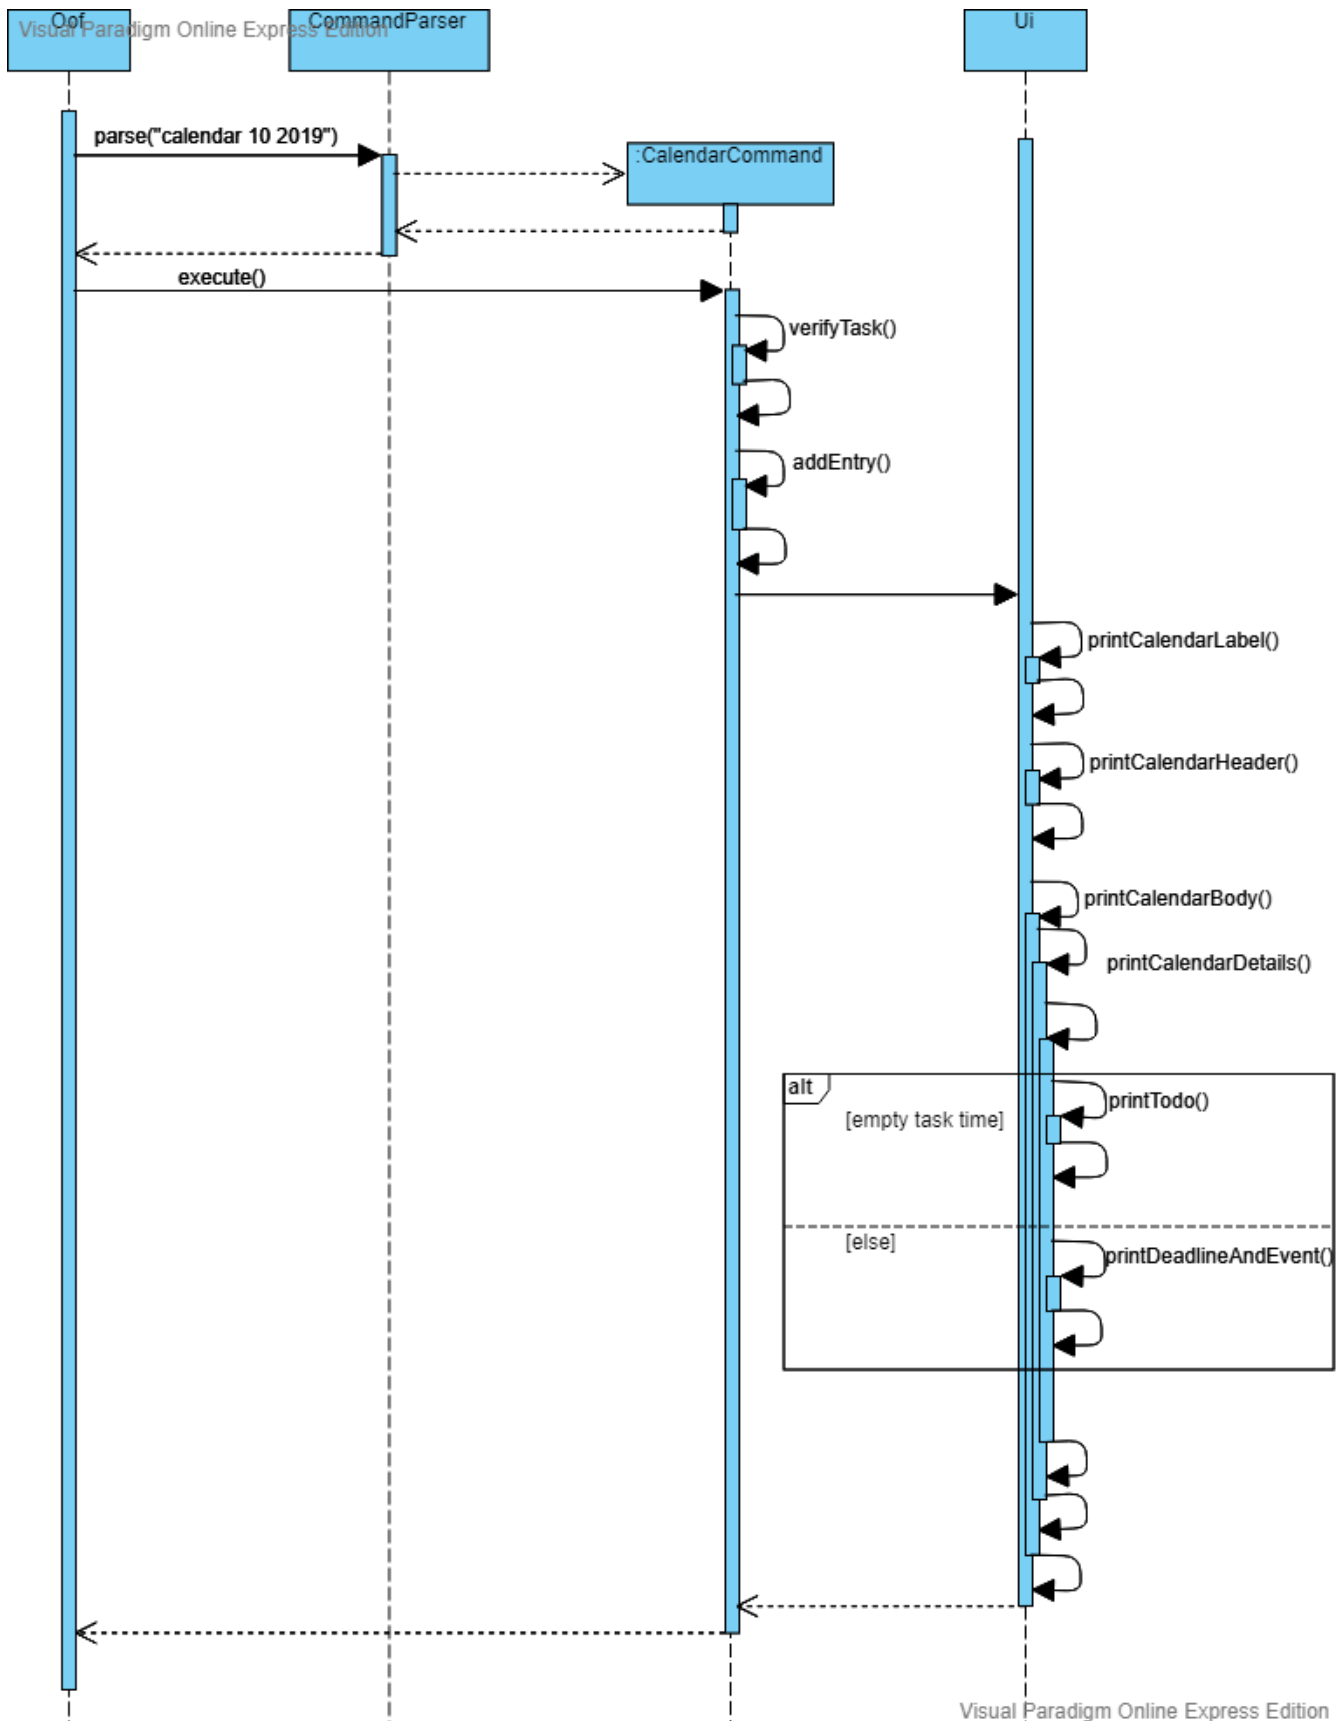 Oof
CommandParser
Ui
Visual Paradigm Online Express Edition
parse("calendar 10 2019")
:CalendarCommand
execute()
verifyTask()
addEntry()
printCalendarLabel()
printCalendarHeader()
printCalendarBody()
printCalendarDetails()
alt
printTodo()
[empty task time]
[else]
printDeadlineAndEvent()
Visual Paradigm Online Express Edition